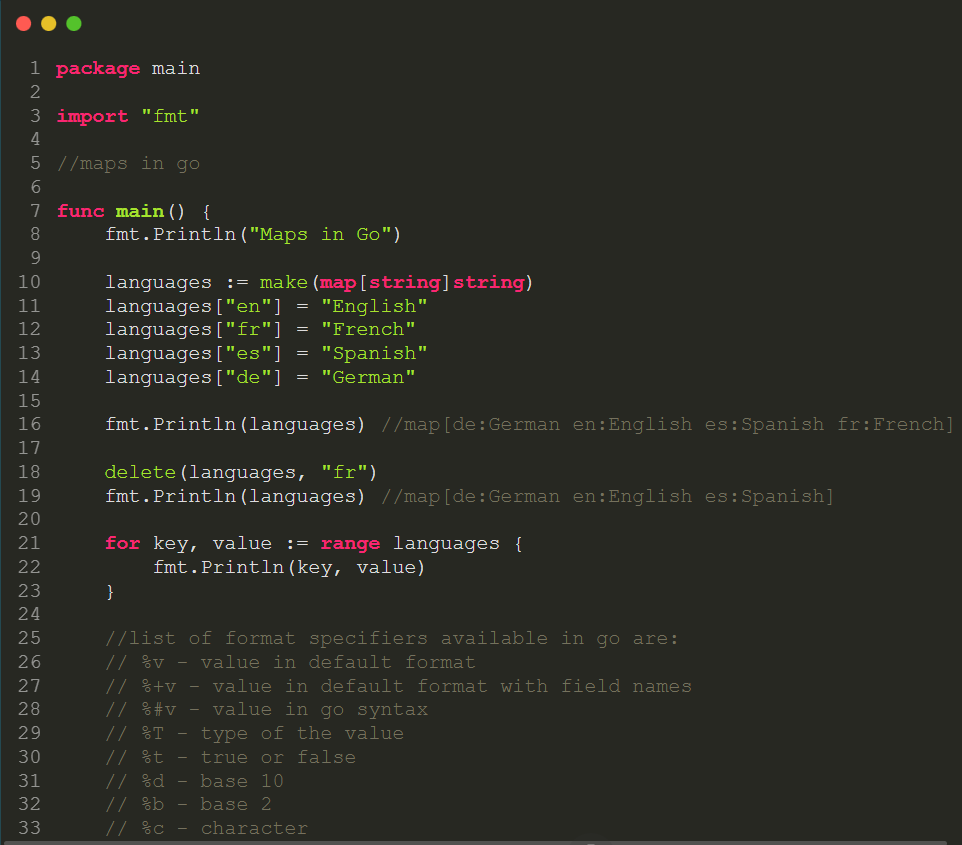 1 package main
2
3 import "fmt"
4
5 //maps in go
6
7 func main() {
8     fmt.Println("Maps in Go")
9
10     languages := make(map[string]string)
11     languages["en"] = "English"
12     languages["fr"] = "French"
13     languages["es"] = "Spanish"
14     languages["de"] = "German"
15
16     fmt.Println(languages) //map[de:German en:English es:Spanish fr:French]
17
18     delete(languages, "fr")
19     fmt.Println(languages) //map[de:German en:English es:Spanish]
20
21     for key, value := range languages {
22         fmt.Println(key, value)
23     }
24
25     //list of format specifiers available in go are:
26     // %v - value in default format
27     // %+v - value in default format with field names
28     // %#v - value in go syntax
29     // %T - type of the value
30     // %t - true or false
31     // %d - base 10
32     // %b - base 2
33     // %c - character